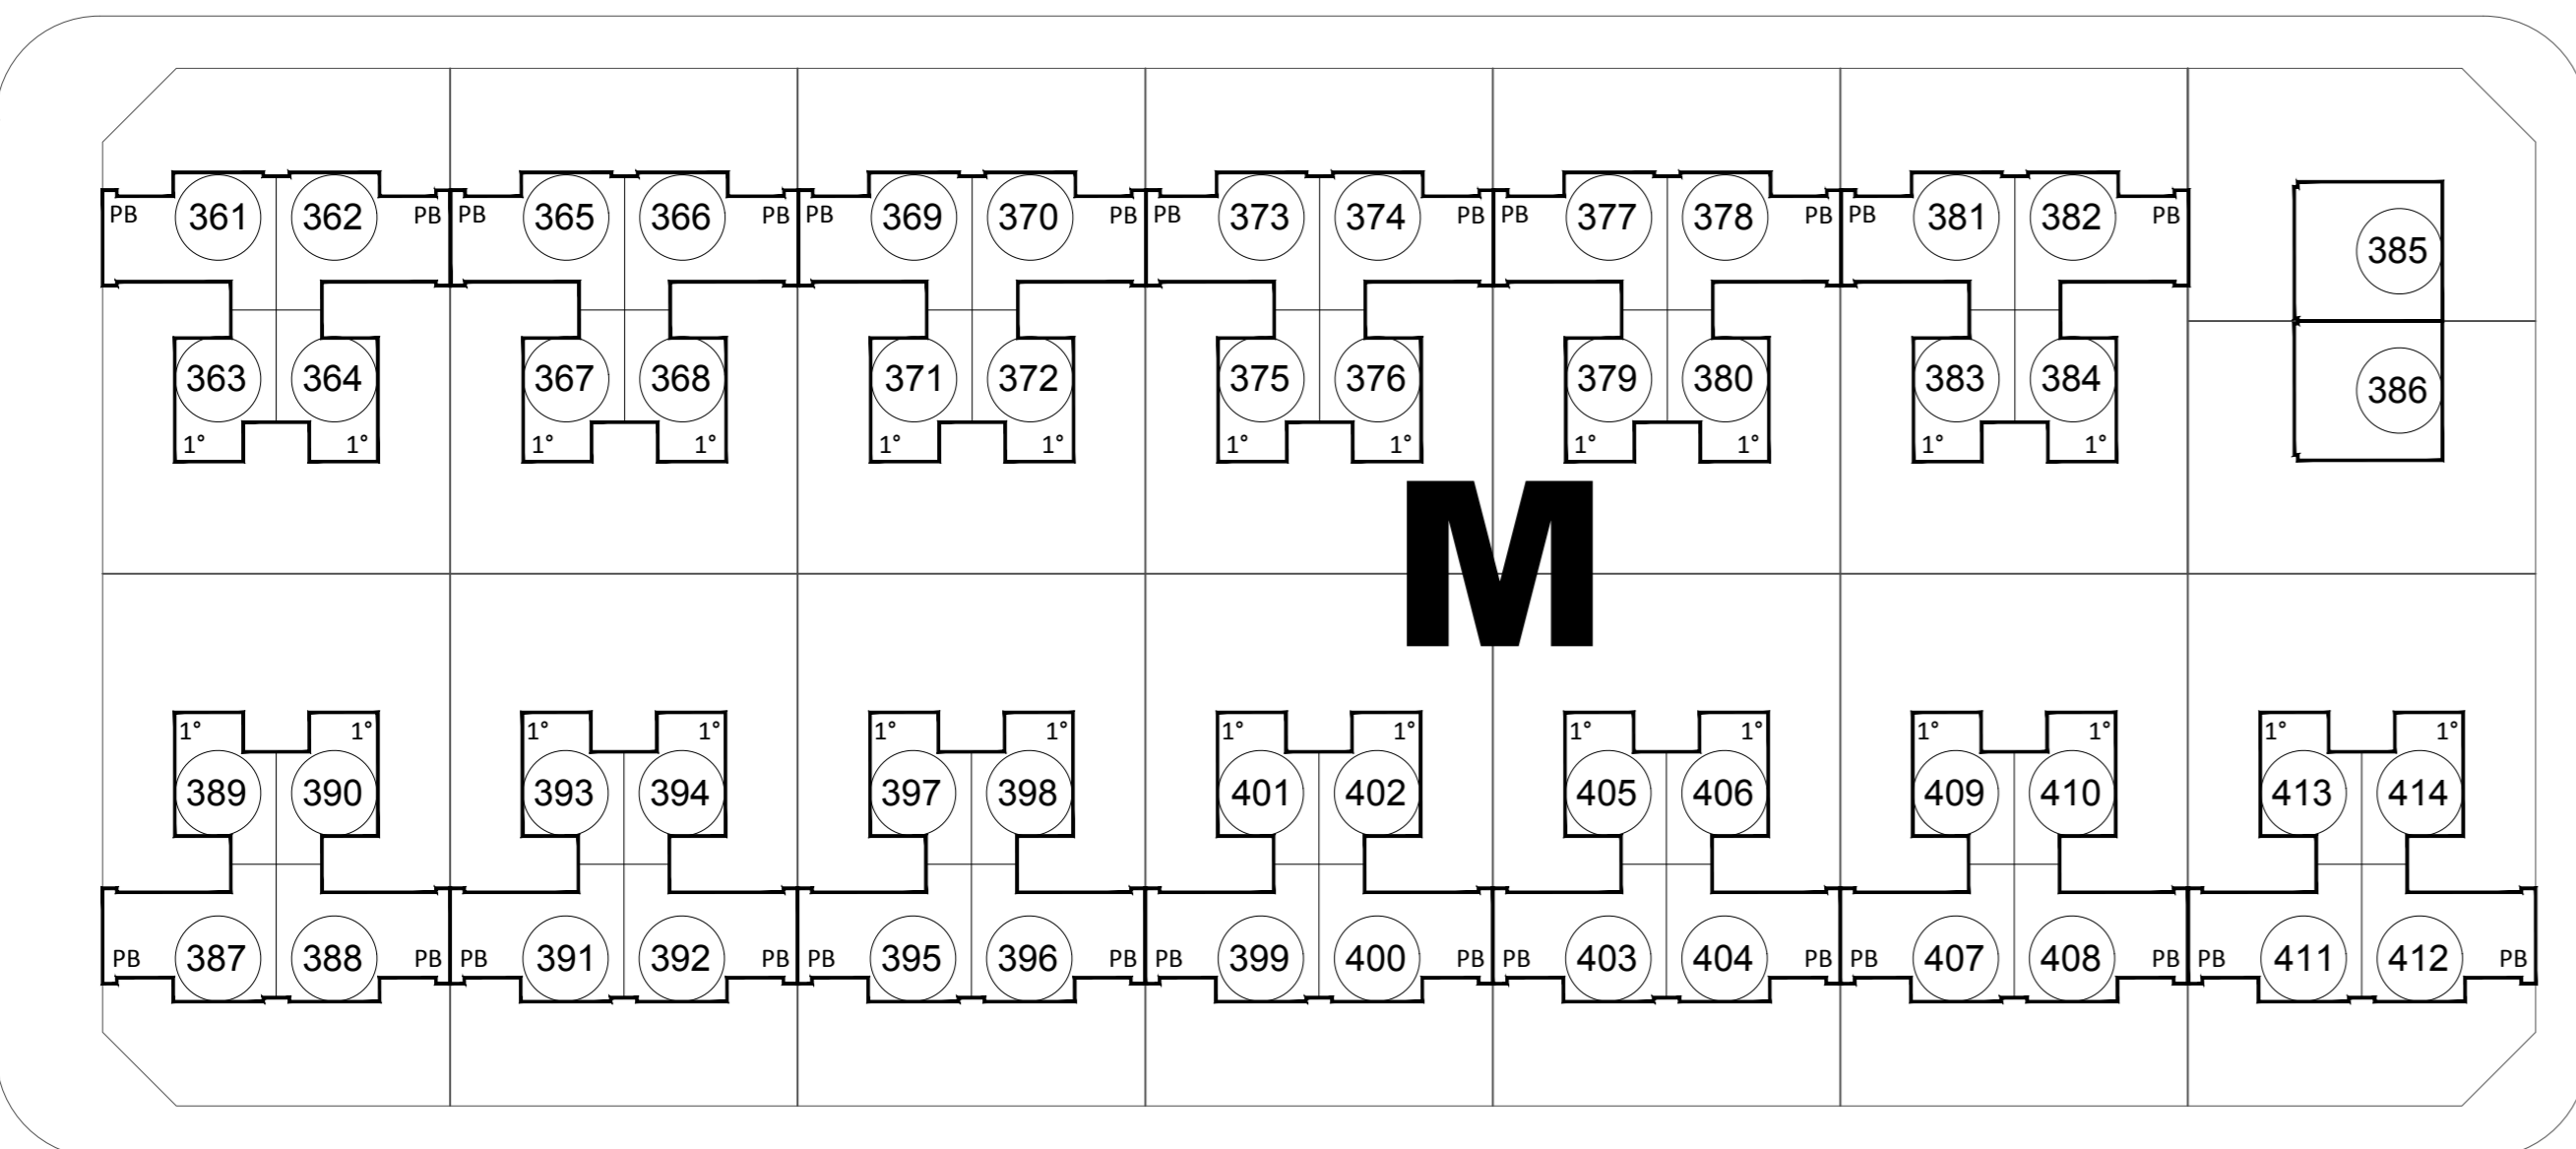 PB 361 362 PB PB 365 366 PB PB 369 370 PB PB 373 374 PB PB 377 378 PB PB 381 382 PB
385
363 364 367 368 371 372 375 376 379 380 383 384
386
1° 1° 1° 1° 1° 1° 1° 1° 1° 1° 1° 1°
M
1° 1° 1° 1° 1° 1° 1° 1° 1° 1° 1° 1° 1° 1°
389 390 393 394 397 398 401 402 405 406 409 410 413 414
PB 387 388 PB PB 391 392 PB PB 395 396 PB PB 399 400 PB PB 403 404 PB PB 407 408 PB PB 411 412 PB